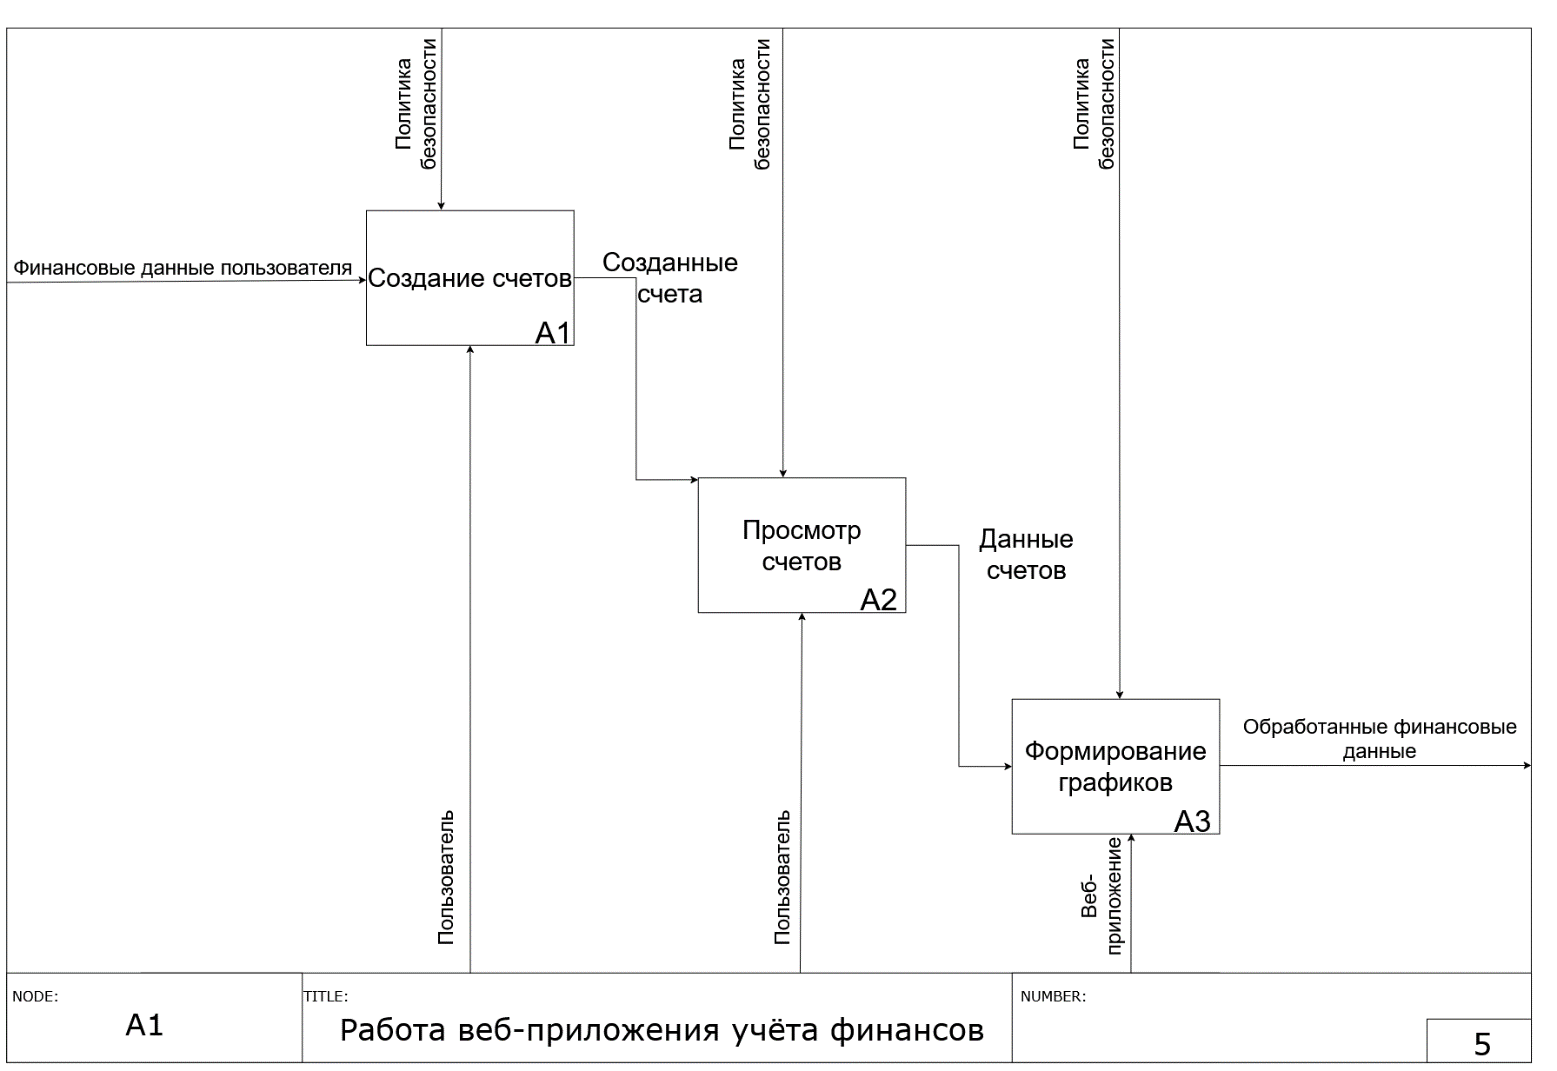 Политика
безопасности
Политика
безопасности
Политика
безопасности
Финансовые данные пользователя
Создание счетов
A1
Созданные
счета
Просмотр
счетов
A2
Данные
счетов
Формирование
графиков
A3
Обработанные финансовые
данные
Пользователь
Пользователь
Веб-
приложение
NODE:
A1
TITLE:
Работа веб-приложения учёта финансов
NUMBER:
5